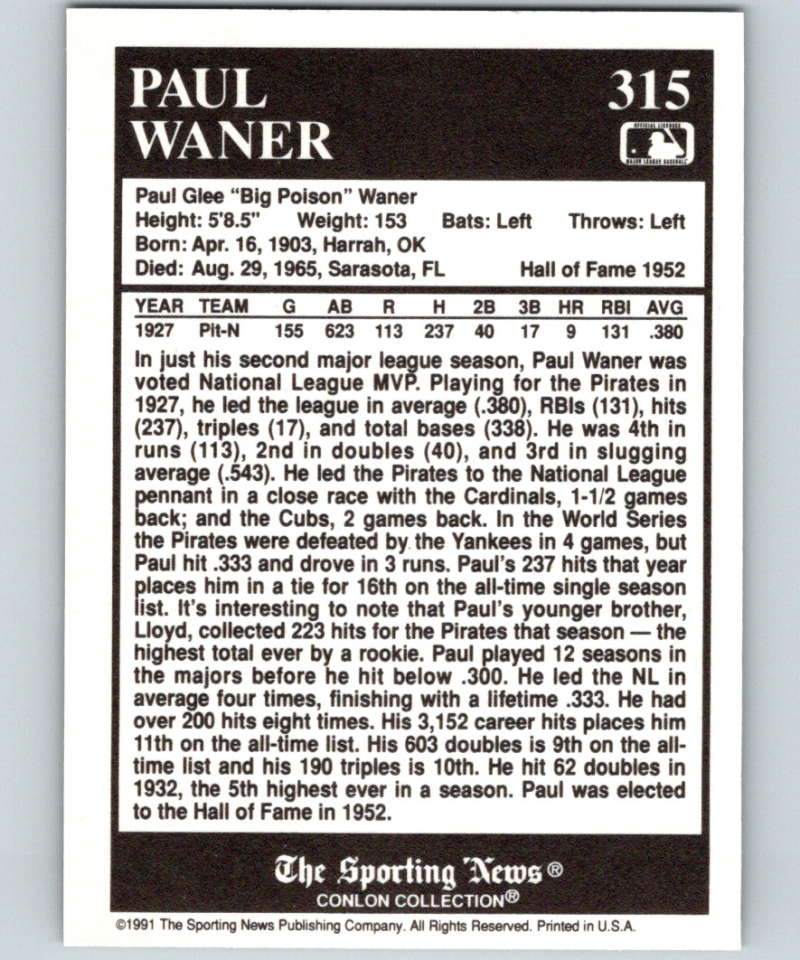 PAUL
WANER
315
OFFICIAL LICENSEE
MAJOR LEAGUE BASEBALL
Paul Glee “Big Poison” Waner
Height: 5'8.5" Weight: 153 Bats: Left Throws: Left
Born: Apr. 16, 1903, Harrah, OK
Died: Aug. 29, 1965, Sarasota, FL Hall of Fame 1952
YEAR TEAM G AB R H 2B 3B HR RBI AVG
1927 Pit-N 155 623 113 237 40 17 9 131 .380
In just his second major league season, Paul Waner was
voted National League MVP. Playing for the Pirates in
1927, he led the league in average (.380), RBIs (131), hits
(237), triples (17), and total bases (338). He was 4th in
runs (113), 2nd in doubles (40), and 3rd in slugging
average (.543). He led the Pirates to the National League
pennant in a close race with the Cardinals, 1-1/2 games
back; and the Cubs, 2 games back. In the World Series
the Pirates were defeated by the Yankees in 4 games, but
Paul hit .333 and drove in 3 runs. Paul's 237 hits that year
places him in a tie for 16th on the all-time single season
list. It's interesting to note that Paul's younger brother,
Lloyd, collected 223 hits for the Pirates that season — the
highest total ever by a rookie. Paul played 12 seasons in
the majors before he hit below .300. He led the NL in
average four times, finishing with a lifetime .333. He had
over 200 hits eight times. His 3,152 career hits places him
11th on the all-time list. His 603 doubles is 9th on the all-
time list and his 190 triples is 10th. He hit 62 doubles in
1932, the 5th highest ever in a season. Paul was elected
to the Hall of Fame in 1952.
The Sporting News®
CONLON COLLECTION®
©1991 The Sporting News Publishing Company. All Rights Reserved. Printed in U.S.A.